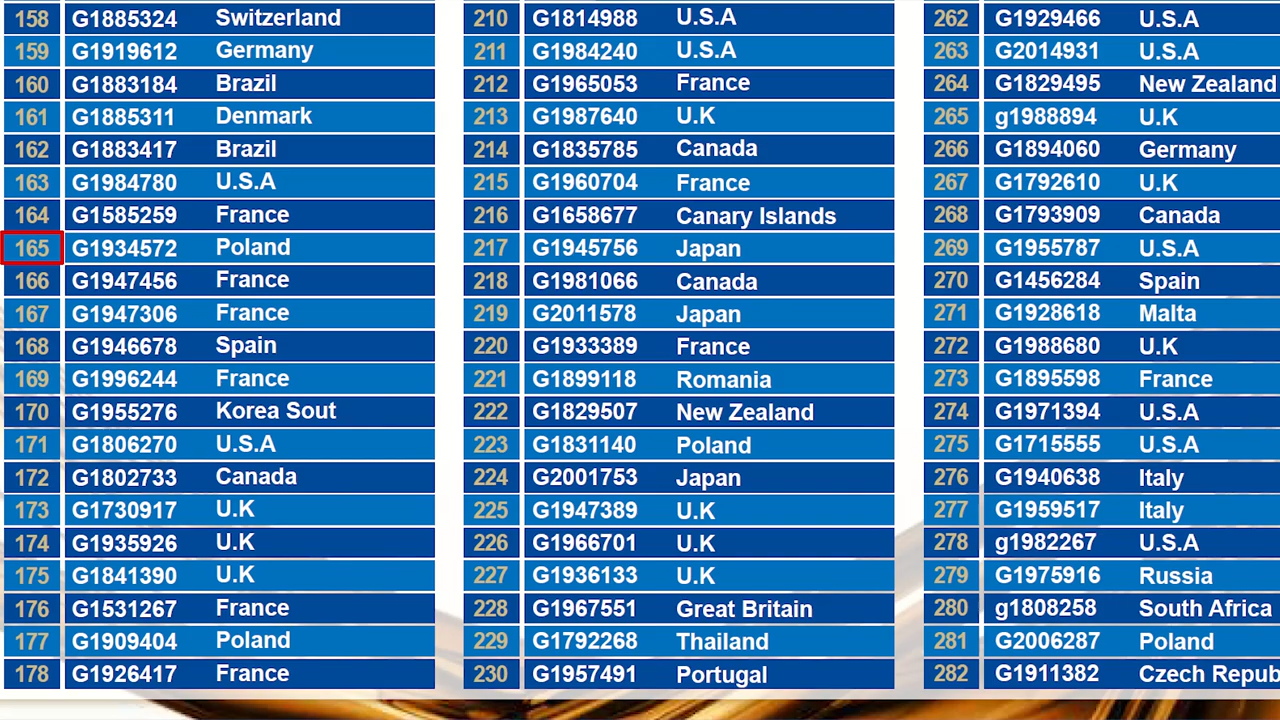 158 G1885324 Switzerland
159 G1919612 Germany
160 G1883184 Brazil
161 G1885311 Denmark
162 G1883417 Brazil
163 G1984780 U.S.A
164 G1585259 France
165 G1934572 Poland
166 G1947456 France
167 G1947306 France
168 G1946678 Spain
169 G1996244 France
170 G1955276 Korea Sout
171 G1806270 U.S.A
172 G1802733 Canada
173 G1730917 U.K
174 G1935926 U.K
175 G1841390 U.K
176 G1531267 France
177 G1909404 Poland
178 G1926417 France
210 G1814988 U.S.A
211 G1984240 U.S.A
212 G1965053 France
213 G1987640 U.K
214 G1835785 Canada
215 G1960704 France
216 G1658677 Canary Islands
217 G1945756 Japan
218 G1981066 Canada
219 G2011578 Japan
220 G1933389 France
221 G1899118 Romania
222 G1829507 New Zealand
223 G1831140 Poland
224 G2001753 Japan
225 G1947389 U.K
226 G1966701 U.K
227 G1936133 U.K
228 G1967551 Great Britain
229 G1792268 Thailand
230 G1957491 Portugal
262 G1929466 U.S.A
263 G2014931 U.S.A
264 G1829495 New Zealand
265 g1988894 U.K
266 G1894060 Germany
267 G1792610 U.K
268 G1793909 Canada
269 G1955787 U.S.A
270 G1456284 Spain
271 G1928618 Malta
272 G1988680 U.K
273 G1895598 France
274 G1971394 U.S.A
275 G1715555 U.S.A
276 G1940638 Italy
277 G1959517 Italy
278 g1982267 U.S.A
279 G1975916 Russia
280 g1808258 South Africa
281 G2006287 Poland
282 G1911382 Czech Repub